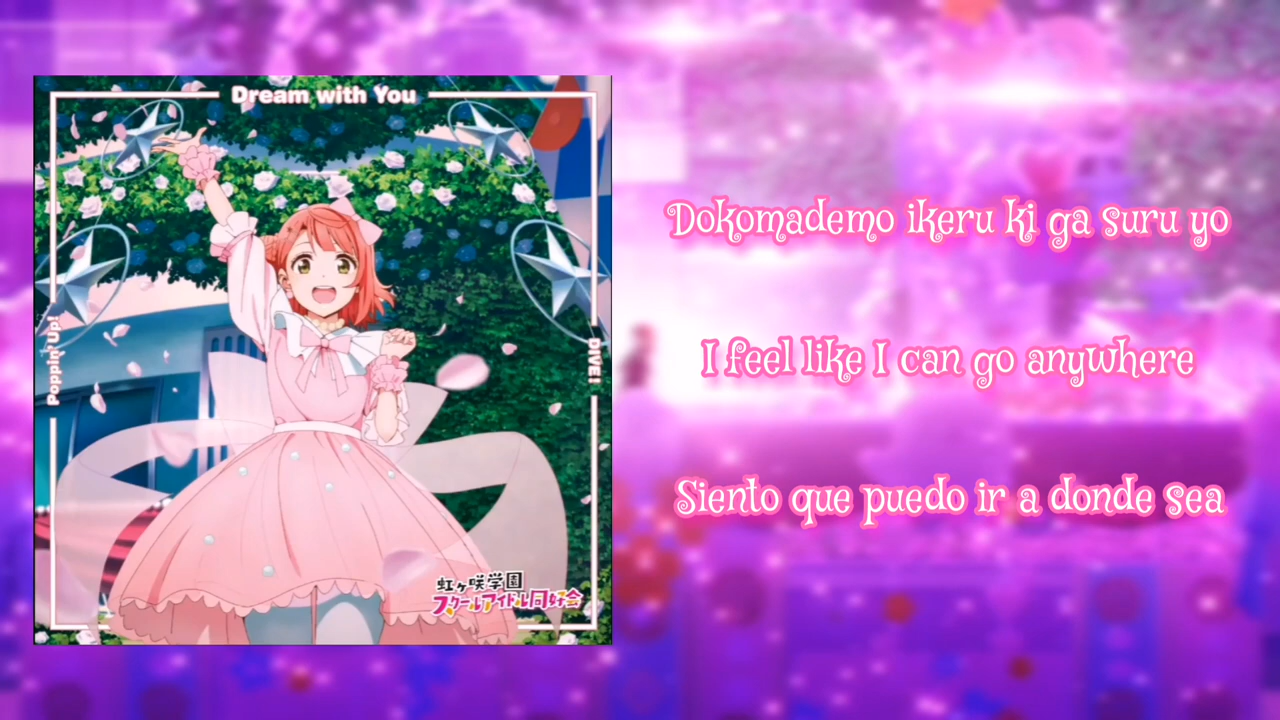 Dream with You
Poppin' Up!
DIVE!
虹ヶ咲学園
スクールアイドル同好会
Dokomademo ikeru ki ga suru yo
I feel like I can go anywhere
Siento que puedo ir a donde sea